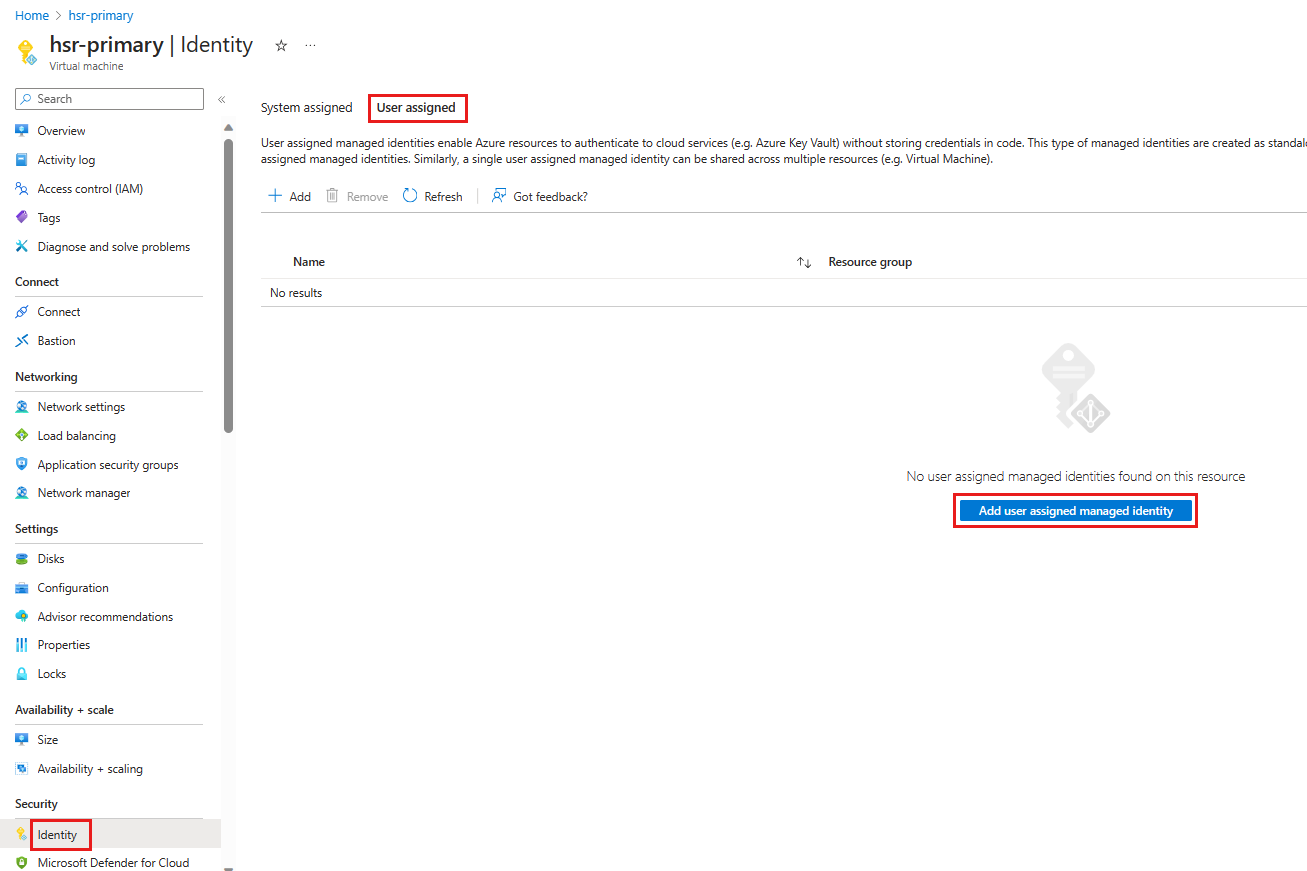 Home > hsr-primary
hsr-primary | Identity ☆ ...
Virtual machine
Search «
Overview
Activity log
Access control (IAM)
Tags
Diagnose and solve problems
Connect
Connect
Bastion
Networking
Network settings
Load balancing
Application security groups
Network manager
Settings
Disks
Configuration
Advisor recommendations
Properties
Locks
Availability + scale
Size
Availability + scaling
Security
Identity
Microsoft Defender for Cloud
System assigned User assigned
User assigned managed identities enable Azure resources to authenticate to cloud services (e.g. Azure Key Vault) without storing credentials in code. This type of managed identities are created as standalo
assigned managed identities. Similarly, a single user assigned managed identity can be shared across multiple resources (e.g. Virtual Machine).
+ Add Remove Refresh Got feedback?
Name ↑↓ Resource group
No results
No user assigned managed identities found on this resource
Add user assigned managed identity